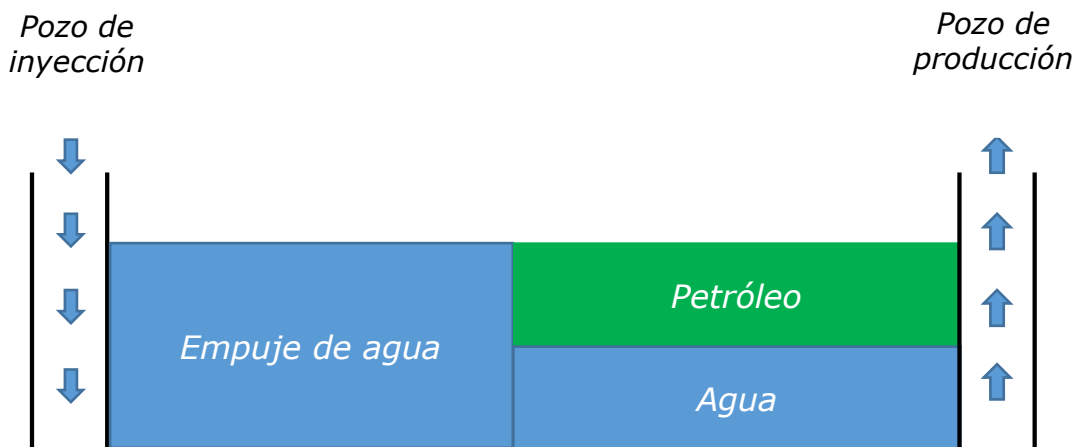 Pozo de
inyección
Pozo de
producción
Petróleo
Empuje de agua
Agua